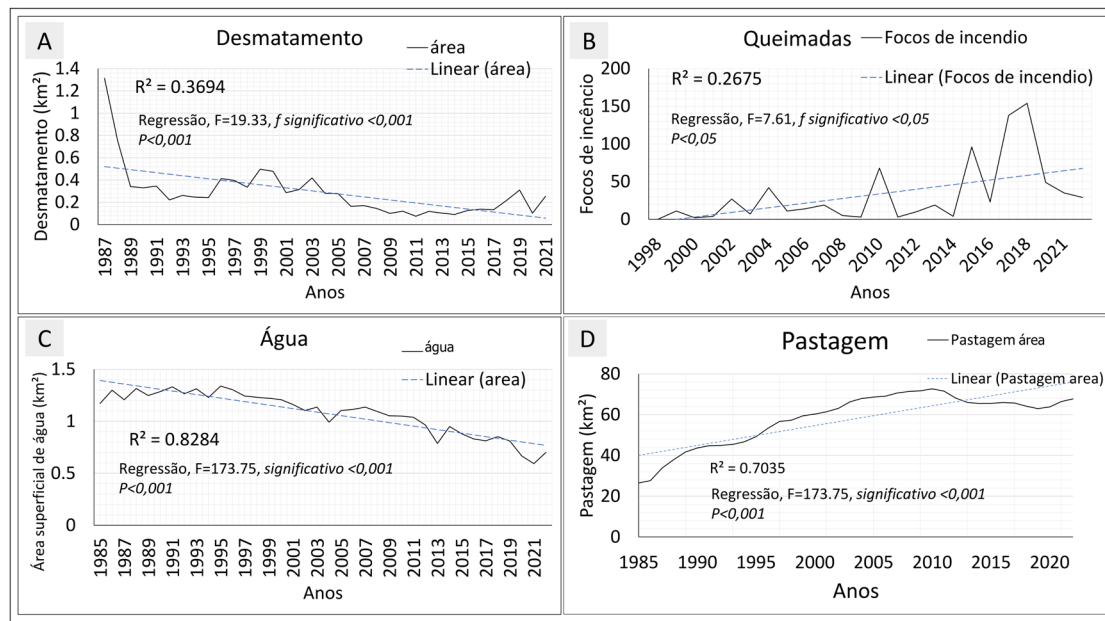 A
Desmatamento
área
Linear (área)
R² = 0.3694
Regressão, F=19.33, f significativo <0,001
P<0,001
Desmatamento (km²)
1.4
1.2
1
0.8
0.6
0.4
0.2
0
1987
1989
1991
1993
1995
1997
1999
2001
2003
2005
2007
2009
2011
2013
2015
2017
2019
2021
Anos
B
Queimadas
Focos de incendio
Linear (Focos de incendio)
R² = 0.2675
Regressão, F=7.61, f significativo <0,05
P<0,05
Focos de incêncio
200
150
100
50
0
1998
2000
2002
2004
2006
2008
2010
2012
2014
2016
2018
2021
Anos
C
Água
água
Linear (area)
R² = 0.8284
Regressão, F=173.75, significativo <0,001
P<0,001
Área superficial de água (km²)
1.5
1
0.5
0
1985
1987
1989
1991
1993
1995
1997
1999
2001
2003
2005
2007
2009
2011
2013
2015
2017
2019
2021
Anos
D
Pastagem
Pastagem área
Linear (Pastagem area)
R² = 0.7035
Regressão, F=173.75, significativo <0,001
P<0,001
Pastagem (km²)
80
60
40
20
0
1985
1990
1995
2000
2005
2010
2015
2020
Anos